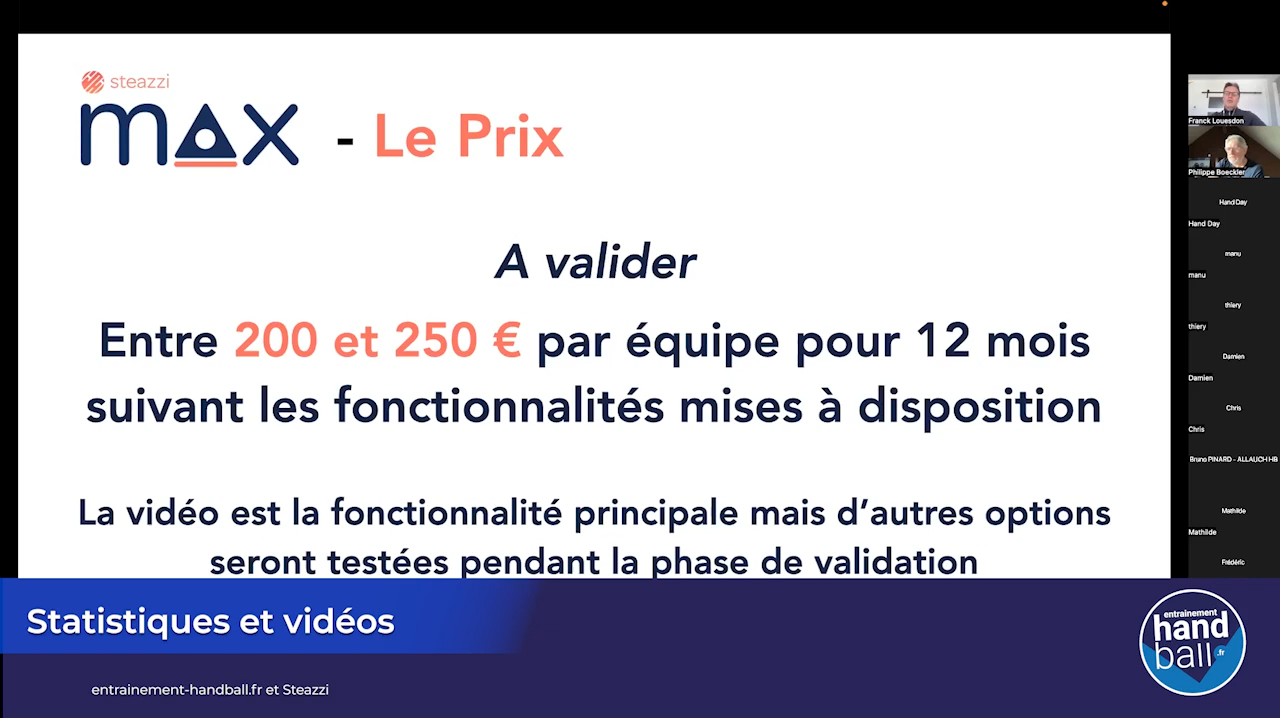 steazzi
max - Le Prix
A valider
Entre 200 et 250 € par équipe pour 12 mois
suivant les fonctionnalités mises à disposition
La vidéo est la fonctionnalité principale mais d'autres options
seront testées pendant la phase de validation
Franck Louesdon
Philippe Boeckler
Hand Day
Hand Day
manu
manu
thiery
thiery
Damien
Damien
Chris
Chris
Bruno PINARD - ALLAUCH HB
Mathilde
Mathilde
Frédéric
Statistiques et vidéos
entrainement-handball.fr et Steazzi
entrainement
hand
ball.fr